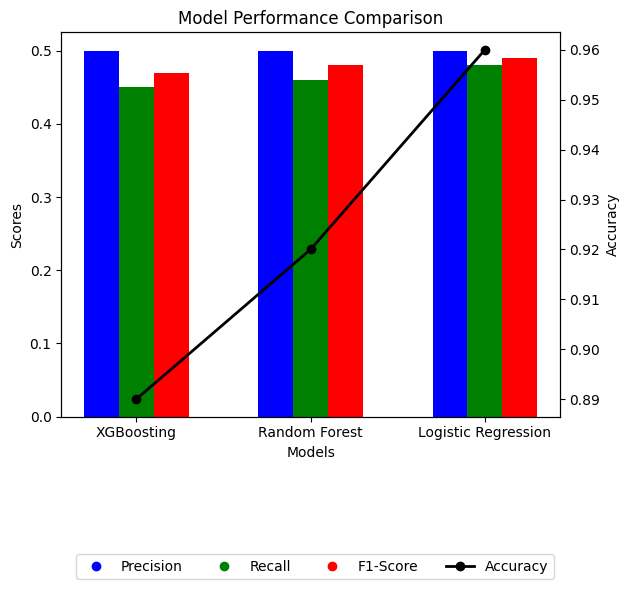 Model Performance Comparison
0.5
0.4
0.3
0.2
0.1
0.0
Scores
0.96
0.95
0.94
0.93
0.92
0.91
0.90
0.89
Accuracy
XGBoosting Random Forest Logistic Regression
Models
Precision Recall F1-Score Accuracy